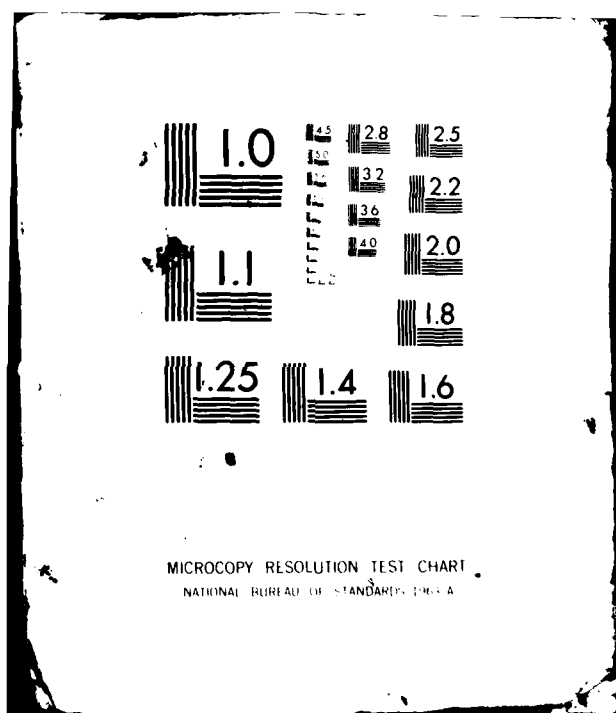 1.0
4.5 2.8 2.5
5.0 3.2 2.2
3.6
4.0 2.0
1.1
1.8
1.25 1.4 1.6
MICROCOPY RESOLUTION TEST CHART
NATIONAL BUREAU OF STANDARDS 1963 A